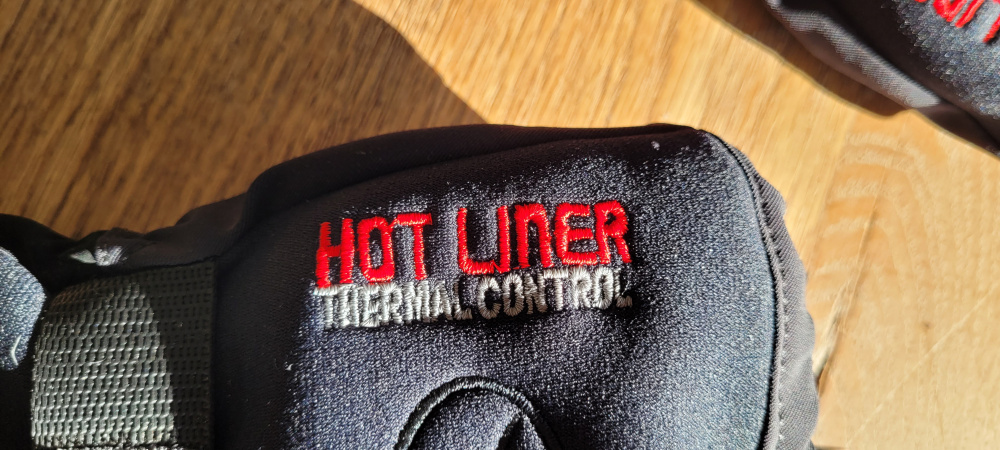 HOT LINER
THERMAL CONTROL